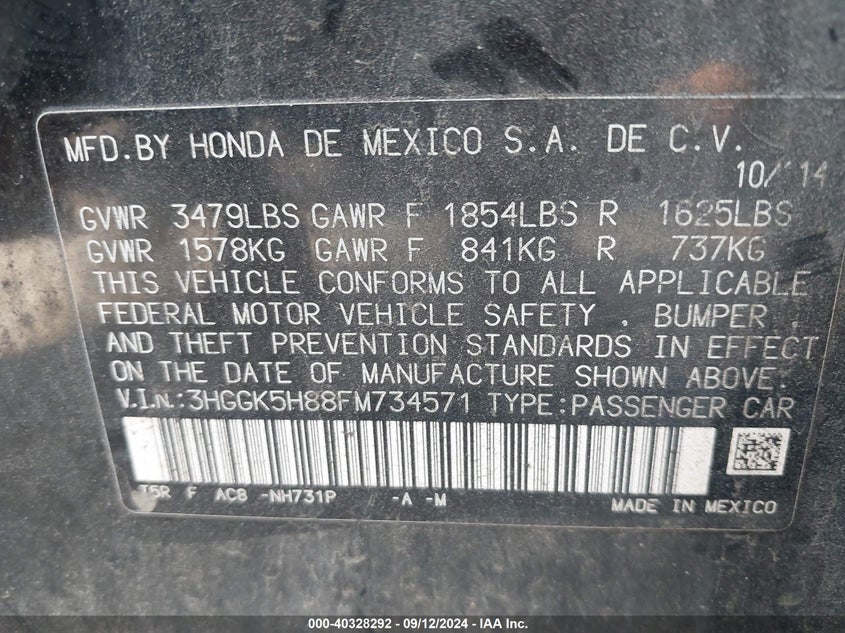 MFD.BY HONDA DE MEXICO S.A. DE C.V.
10/'14
GVWR 3479LBS GAWR F 1854LBS R 1625LBS
GVWR 1578KG GAWR F 841KG R 737KG
THIS VEHICLE CONFORMS TO ALL APPLICABLE
FEDERAL MOTOR VEHICLE SAFETY , BUMPER ,
AND THEFT PREVENTION STANDARDS IN EFFECT
ON THE DATE OF MANUFACTURE SHOWN ABOVE.
V.I.N:3HGGK5H88FM734571 TYPE:PASSENGER CAR
F AC8 -NH731P -A -M
MADE IN MEXICO
000-40328292 - 09/12/2024 - IAA Inc.